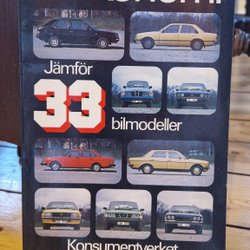 Jämför
33
bilmodeller
Konsumentverket